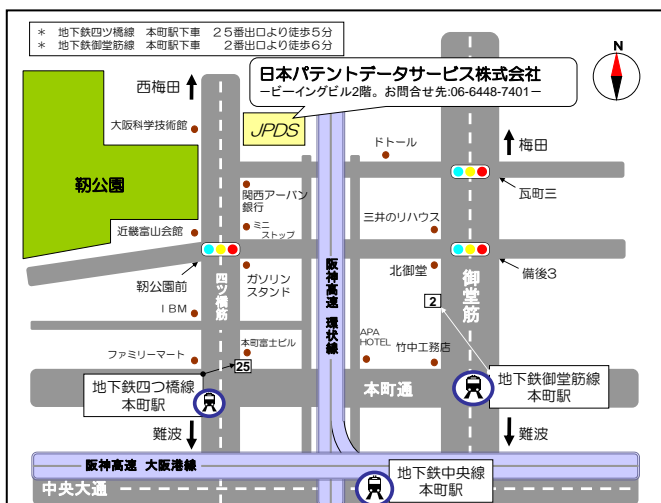 * 地下鉄四ツ橋線 本町駅下車 25番出口より徒歩5分
* 地下鉄御堂筋線 本町駅下車 2番出口より徒歩6分
N
西梅田
日本パテントデータサービス株式会社
−ビーイングビル2階。お問合せ先:06-6448-7401−
大阪科学技術館
JPDS
ドトール
梅田
靭公園
関西アーバン
銀行
瓦町三
ミニ
ストップ
三井のリハウス
近畿富山会館
靭公園前
ガソリン
スタンド
四ツ橋筋
阪神高速 環状線
北御堂
御堂筋
備後3
2
IBM
本町富士ビル
APA
HOTEL
竹中工務店
ファミリーマート
25
地下鉄四つ橋線
本町駅
本町通
地下鉄御堂筋線
本町駅
難波
難波
阪神高速 大阪港線
地下鉄中央線
本町駅
中央大通